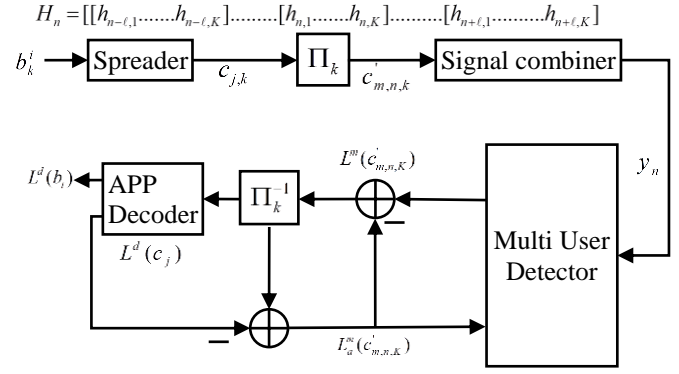 H_n = [[h_{n-ℓ,1}.......h_{n-ℓ,K}].........[h_{n,1}.......h_{n,K}]..........[h_{n+ℓ,1}.......h_{n+ℓ,K}]
b_k^i Spreader c_{j,k} Π_k c'_{m,n,k} Signal combiner
y_n
L^d(b_i) APP Decoder Π_k^{-1} L^m(c'_{m,n,K})
−
Multi User Detector
L^d(c_j)
− L_a^m(c'_{m,n,K})